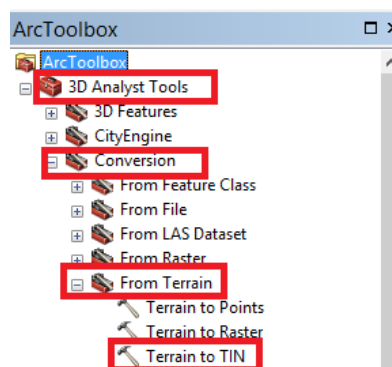 ArcToolbox
ArcToolbox
3D Analyst Tools
3D Features
CityEngine
Conversion
From Feature Class
From File
From LAS Dataset
From Raster
From Terrain
Terrain to Points
Terrain to Raster
Terrain to TIN